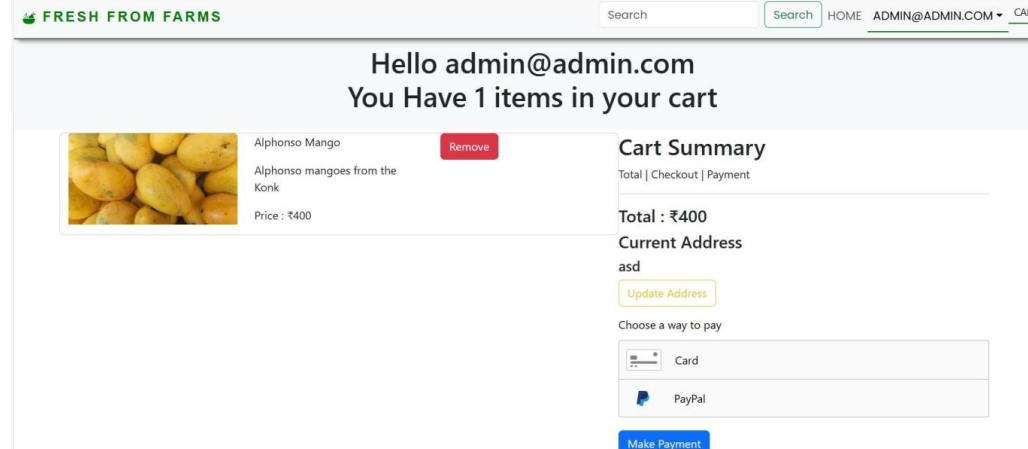 FRESH FROM FARMS
Search
Search
HOME
ADMIN@ADMIN.COM
Hello admin@admin.com
You Have 1 items in your cart
Alphonso Mango
Remove
Alphonso mangoes from the
Konk
Price : ₹400
Cart Summary
Total | Checkout | Payment
Total : ₹400
Current Address
asd
Update Address
Choose a way to pay
Card
PayPal
Make Payment